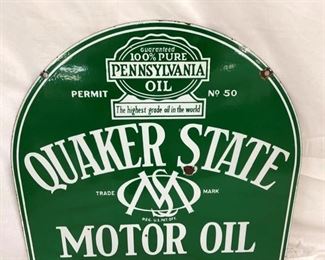 Guaranteed
100% PURE
PENNSYLVANIA
OIL
PERMIT Nº 50
The highest grade oil in the world
QUAKER STATE
TRADE MARK
REG. U.S. PAT. OFF.
MOTOR OIL